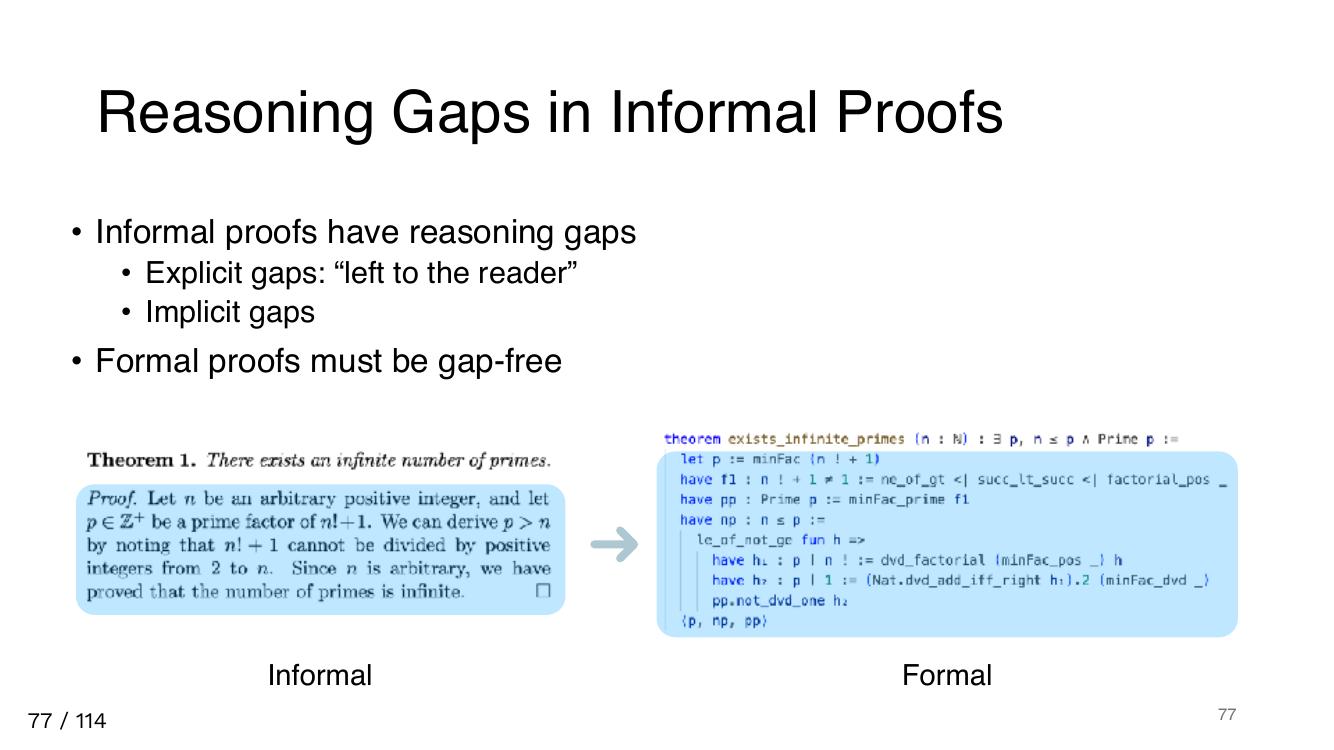 Reasoning Gaps in Informal Proofs
• Informal proofs have reasoning gaps
• Explicit gaps: “left to the reader”
• Implicit gaps
• Formal proofs must be gap-free
Theorem 1. There exists an infinite number of primes.
Proof. Let n be an arbitrary positive integer, and let
p ∈ ℤ⁺ be a prime factor of n!+1. We can derive p > n
by noting that n! + 1 cannot be divided by positive
integers from 2 to n. Since n is arbitrary, we have
proved that the number of primes is infinite. □
theorem exists_infinite_primes (n : ℕ) : ∃ p, n ≤ p ∧ Prime p :=
let p := minFac (n ! + 1)
have f1 : n ! + 1 ≠ 1 := ne_of_gt <| succ_lt_succ <| factorial_pos _
have pp : Prime p := minFac_prime f1
have np : n ≤ p :=
le_of_not_ge fun h =>
have h₁ : p ∣ n ! := dvd_factorial (minFac_pos _) h
have h₂ : p ∣ 1 := (Nat.dvd_add_iff_right h₁).2 (minFac_dvd _)
pp.not_dvd_one h₂
⟨p, np, pp⟩
Informal
Formal
77 / 114
77